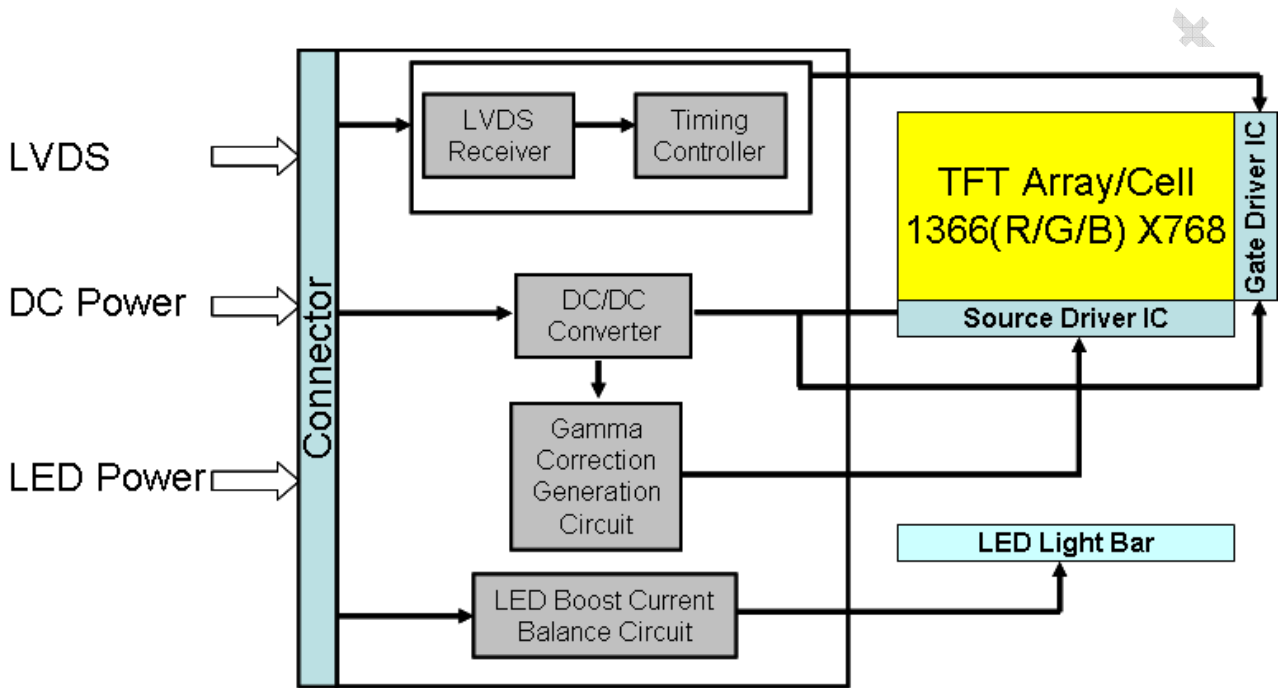 LVDS
DC Power
LED Power
Connector
LVDS
Receiver
Timing
Controller
DC/DC
Converter
Gamma
Correction
Generation
Circuit
LED Boost Current
Balance Circuit
TFT Array/Cell
1366(R/G/B) X768
Gate Driver IC
Source Driver IC
LED Light Bar